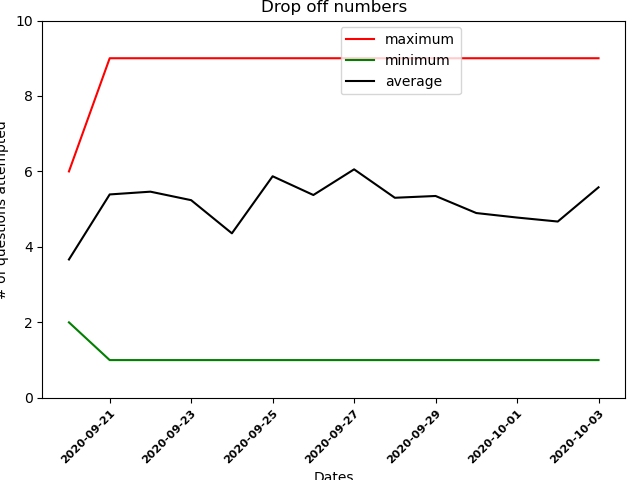 Drop off numbers
maximum
minimum
average
# of questions attempted
10
8
6
4
2
0
2020-09-21
2020-09-23
2020-09-25
2020-09-27
2020-09-29
2020-10-01
2020-10-03
Dates